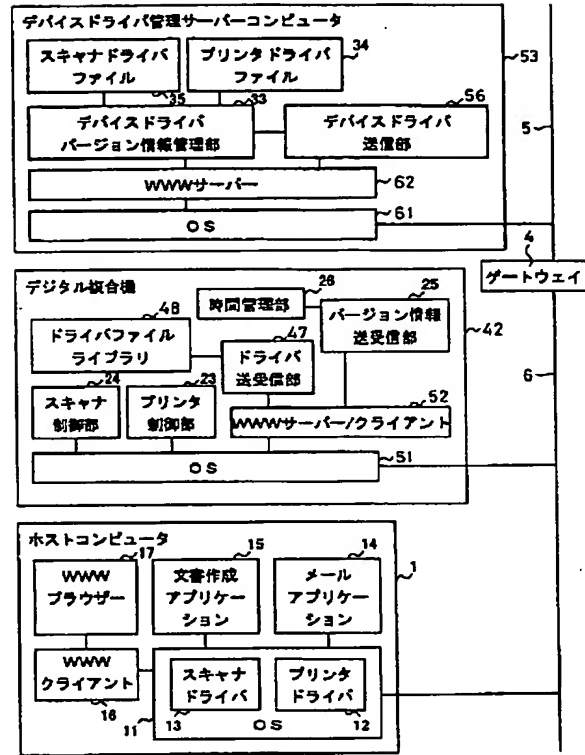 デバイスドライバ管理サーバーコンピュータ
スキャナドライバ
ファイル
35
プリンタドライバ
ファイル
34
53
33
デバイスドライバ
バージョン情報管理部
56
デバイスドライバ
送信部
5
WWWサーバー
62
61
OS
4
ゲートウェイ
デジタル複合機
26
時間管理部
25
バージョン情報
送受信部
42
48
ドライバファイル
ライブラリ
47
ドライバ
送受信部
6
24
スキャナ
制御部
23
プリンタ
制御部
52
WWWサーバー/クライアント
51
OS
ホストコンピュータ
17
WWW
ブラウザー
15
文書作成
アプリケー
ション
14
メール
アプリケー
ション
1
WWW
クライアント
16
スキャナ
ドライバ
13
プリンタ
ドライバ
12
11
OS